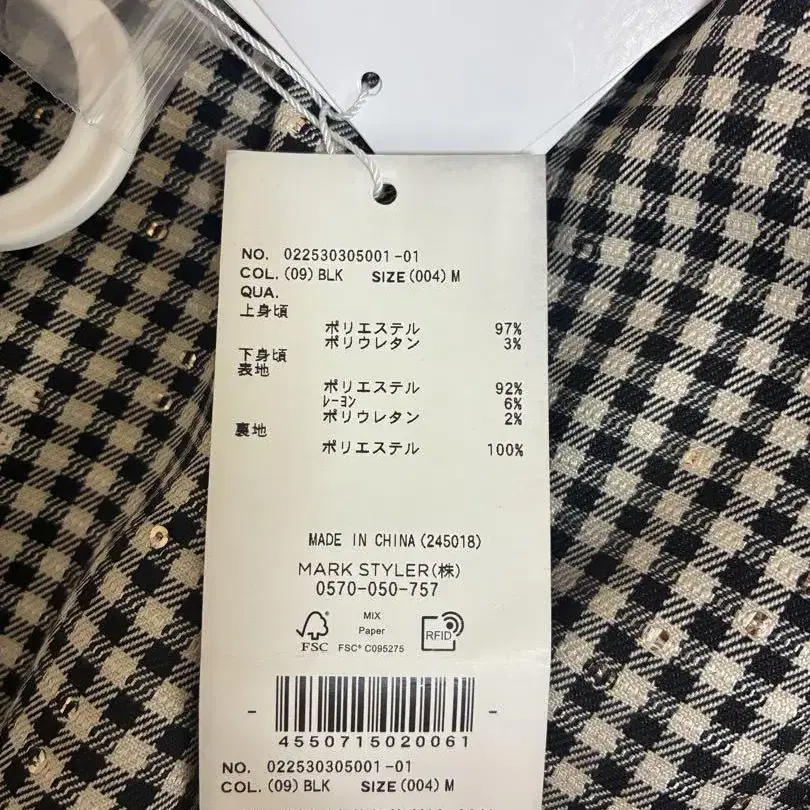 NO. 022530305001-01
COL. (09) BLK SIZE (004) M
QUA.
上身頃
ポリエステル 97%
ポリウレタン 3%
下身頃
表地
ポリエステル 92%
ﾚｰﾖﾝ 6%
ポリウレタン 2%
裏地
ポリエステル 100%
MADE IN CHINA (245018)
MARK STYLER(株)
0570-050-757
FSC
MIX
Paper
FSC® C095275
RFID
4550715020061
NO. 022530305001-01
COL. (09) BLK SIZE (004) M